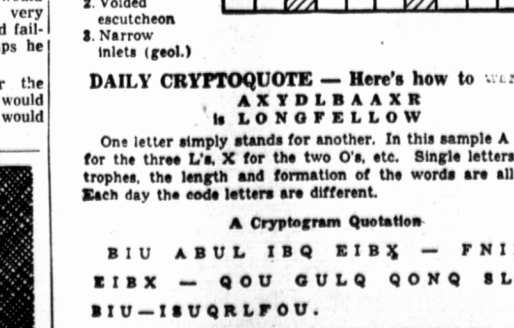 very
2. Voided
escutcheon
3. Narrow
inlets (geol.)
he
the
would
would
DAILY CRYPTOQUOTE — Here's how to
A X Y D L B A A X R
is L O N G F E L L O W
One letter simply stands for another. In this sample A
for the three L's, X for the two O's, etc. Single letters
trophes, the length and formation of the words are all
Each day the code letters are different.
A Cryptogram Quotation
B I U A B U L I B Q E I B X — F N I
E I B X — Q O U G U L Q Q O N Q S L
B I U — I S U Q R L F O U .